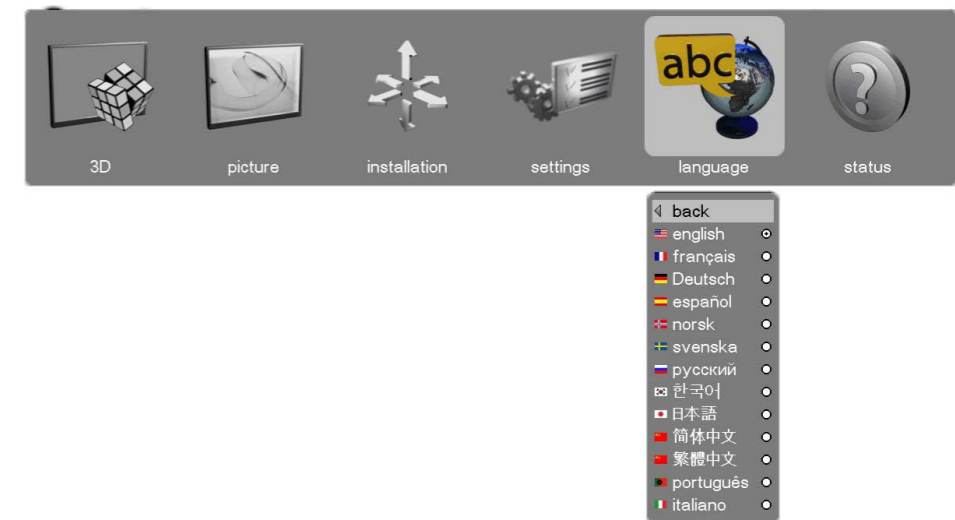 abc
?
3D
picture
installation
settings
language
status
back
english
français
Deutsch
español
norsk
svenska
русский
한국어
日本語
简体中文
繁體中文
português
italiano